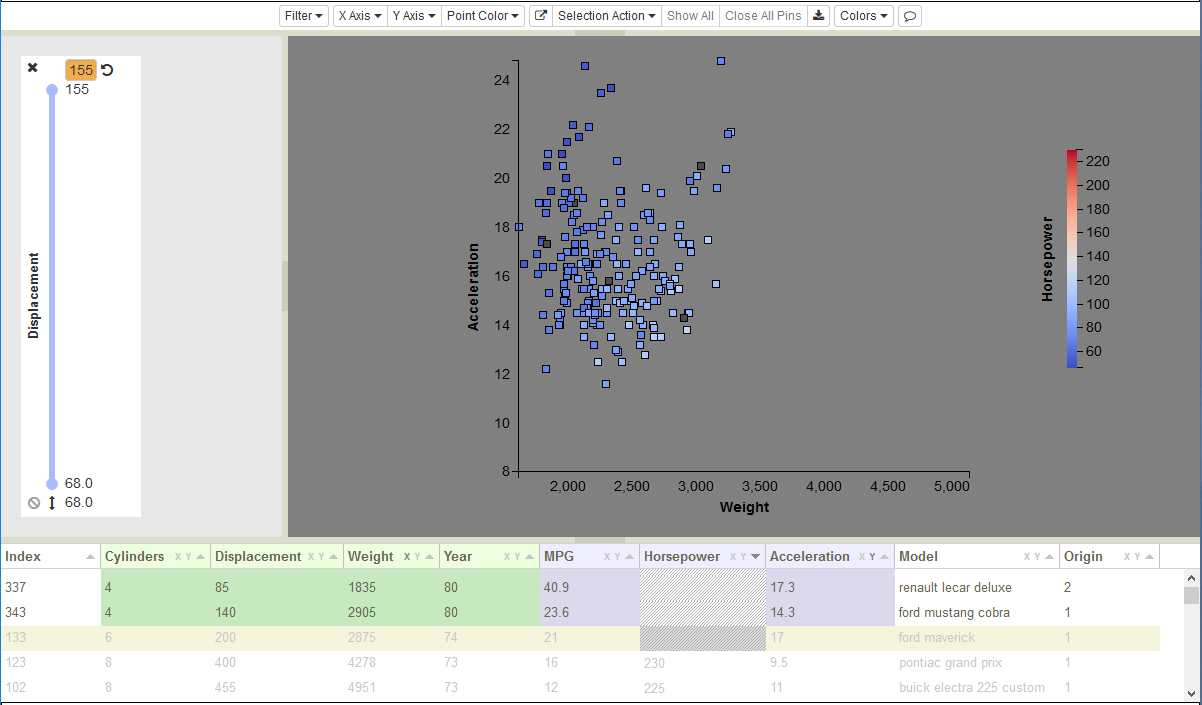 Filter X Axis Y Axis Point Color Selection Action Show All Close All Pins Colors
155
155
Displacement
68.0
68.0
24
22
20
18
16
14
12
10
8
Acceleration
2,000 2,500 3,000 3,500 4,000 4,500 5,000
Weight
Horsepower
220
200
180
160
140
120
100
80
60
Index Cylinders X Y Displacement X Y Weight X Y Year X Y MPG X Y Horsepower X Y Acceleration X Y Model X Y Origin X Y
337 4 85 1835 80 40.9 17.3 renault lecar deluxe 2
343 4 140 2905 80 23.6 14.3 ford mustang cobra 1
133 6 200 2875 74 21 17 ford maverick 1
123 8 400 4278 73 16 230 9.5 pontiac grand prix 1
102 8 455 4951 73 12 225 11 buick electra 225 custom 1